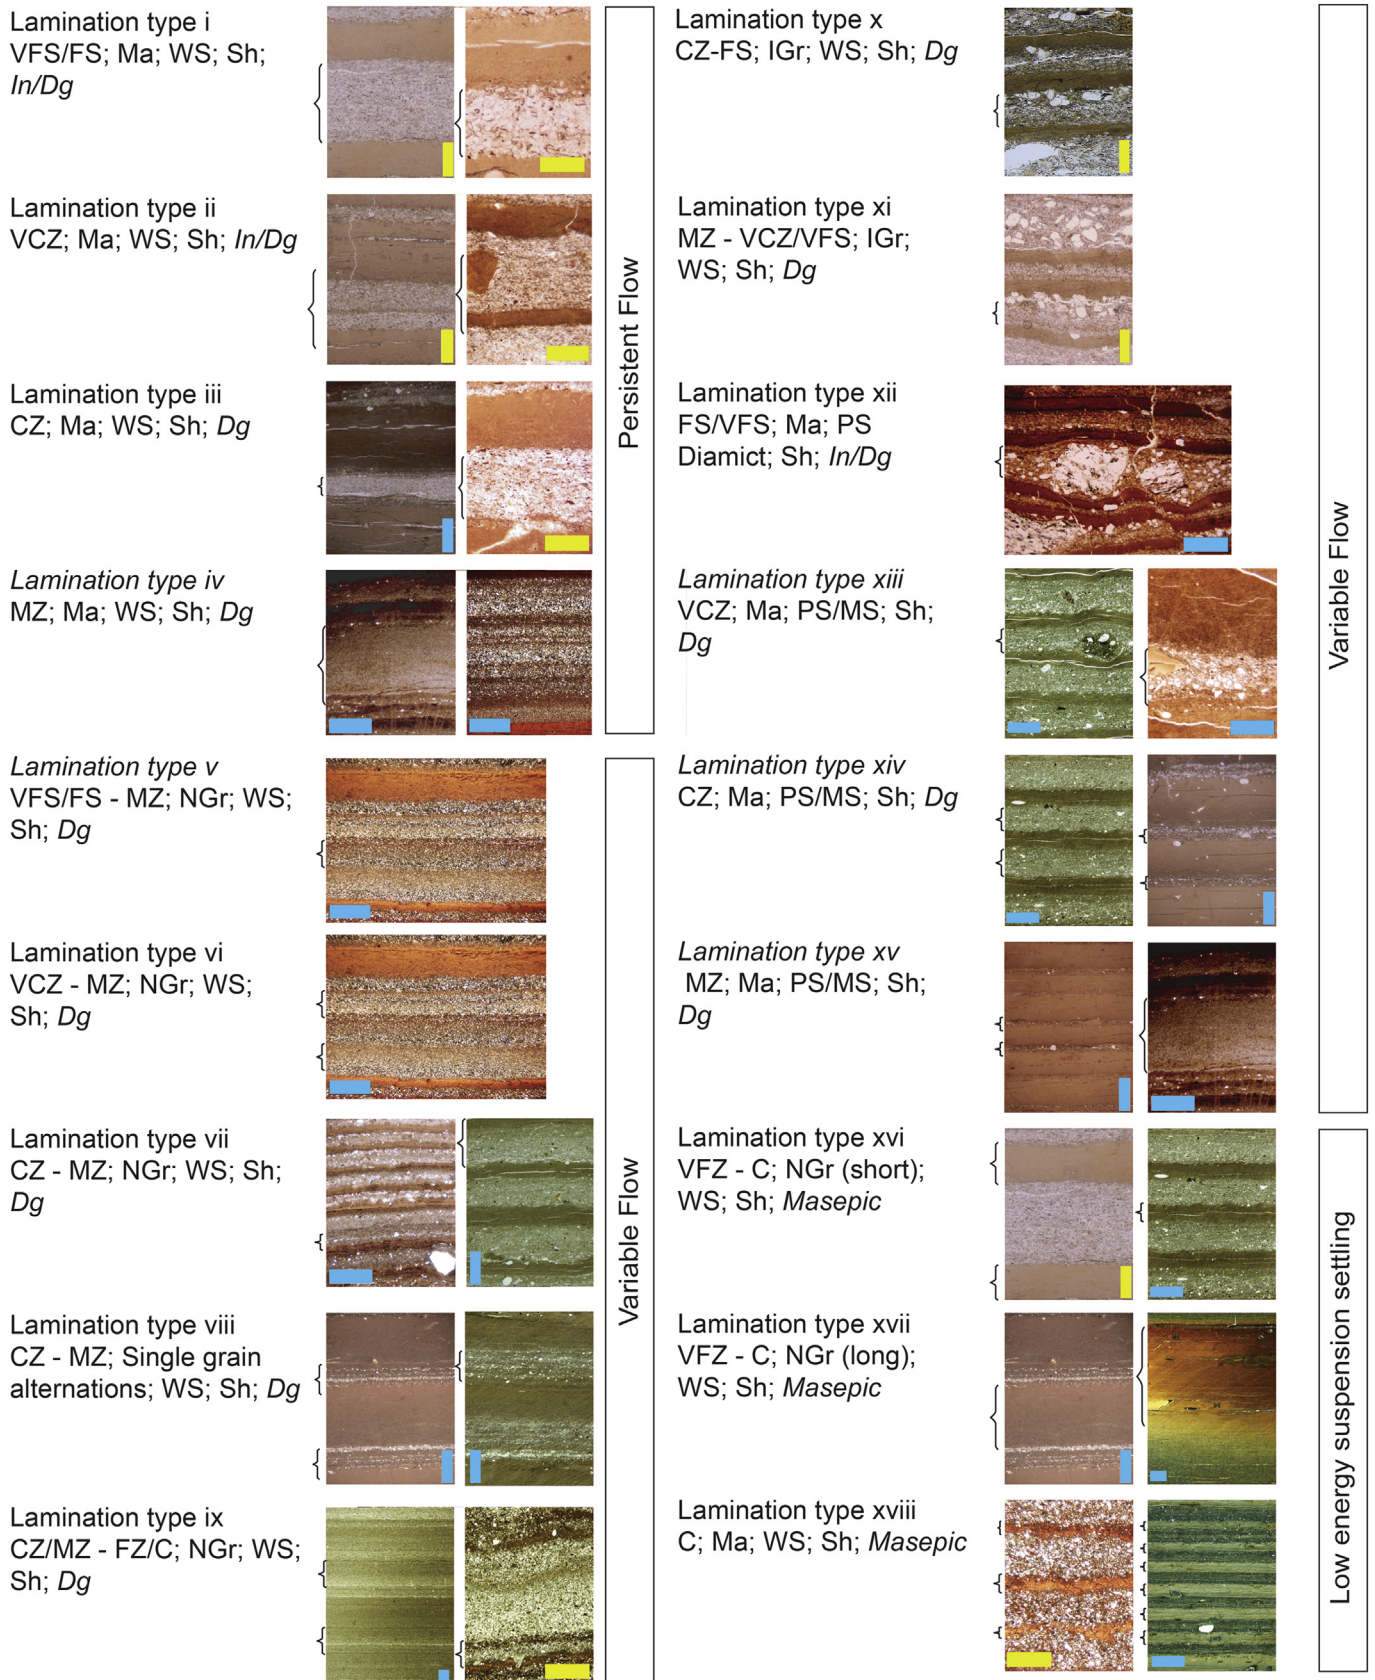 Lamination type i
VFS/FS; Ma; WS; Sh;
In/Dg
Lamination type ii
VCZ; Ma; WS; Sh; In/Dg
Lamination type iii
CZ; Ma; WS; Sh; Dg
Lamination type iv
MZ; Ma; WS; Sh; Dg
Persistent Flow
Lamination type v
VFS/FS - MZ; NGr; WS;
Sh; Dg
Lamination type vi
VCZ - MZ; NGr; WS;
Sh; Dg
Lamination type vii
CZ - MZ; NGr; WS; Sh;
Dg
Lamination type viii
CZ - MZ; Single grain
alternations; WS; Sh; Dg
Lamination type ix
CZ/MZ - FZ/C; NGr; WS;
Sh; Dg
Variable Flow
Lamination type x
CZ-FS; IGr; WS; Sh; Dg
Lamination type xi
MZ - VCZ/VFS; IGr;
WS; Sh; Dg
Lamination type xii
FS/VFS; Ma; PS
Diamict; Sh; In/Dg
Lamination type xiii
VCZ; Ma; PS/MS; Sh;
Dg
Lamination type xiv
CZ; Ma; PS/MS; Sh; Dg
Lamination type xv
MZ; Ma; PS/MS; Sh;
Dg
Variable Flow
Lamination type xvi
VFZ - C; NGr (short);
WS; Sh; Masepic
Lamination type xvii
VFZ - C; NGr (long);
WS; Sh; Masepic
Lamination type xviii
C; Ma; WS; Sh; Masepic
Low energy suspension settling